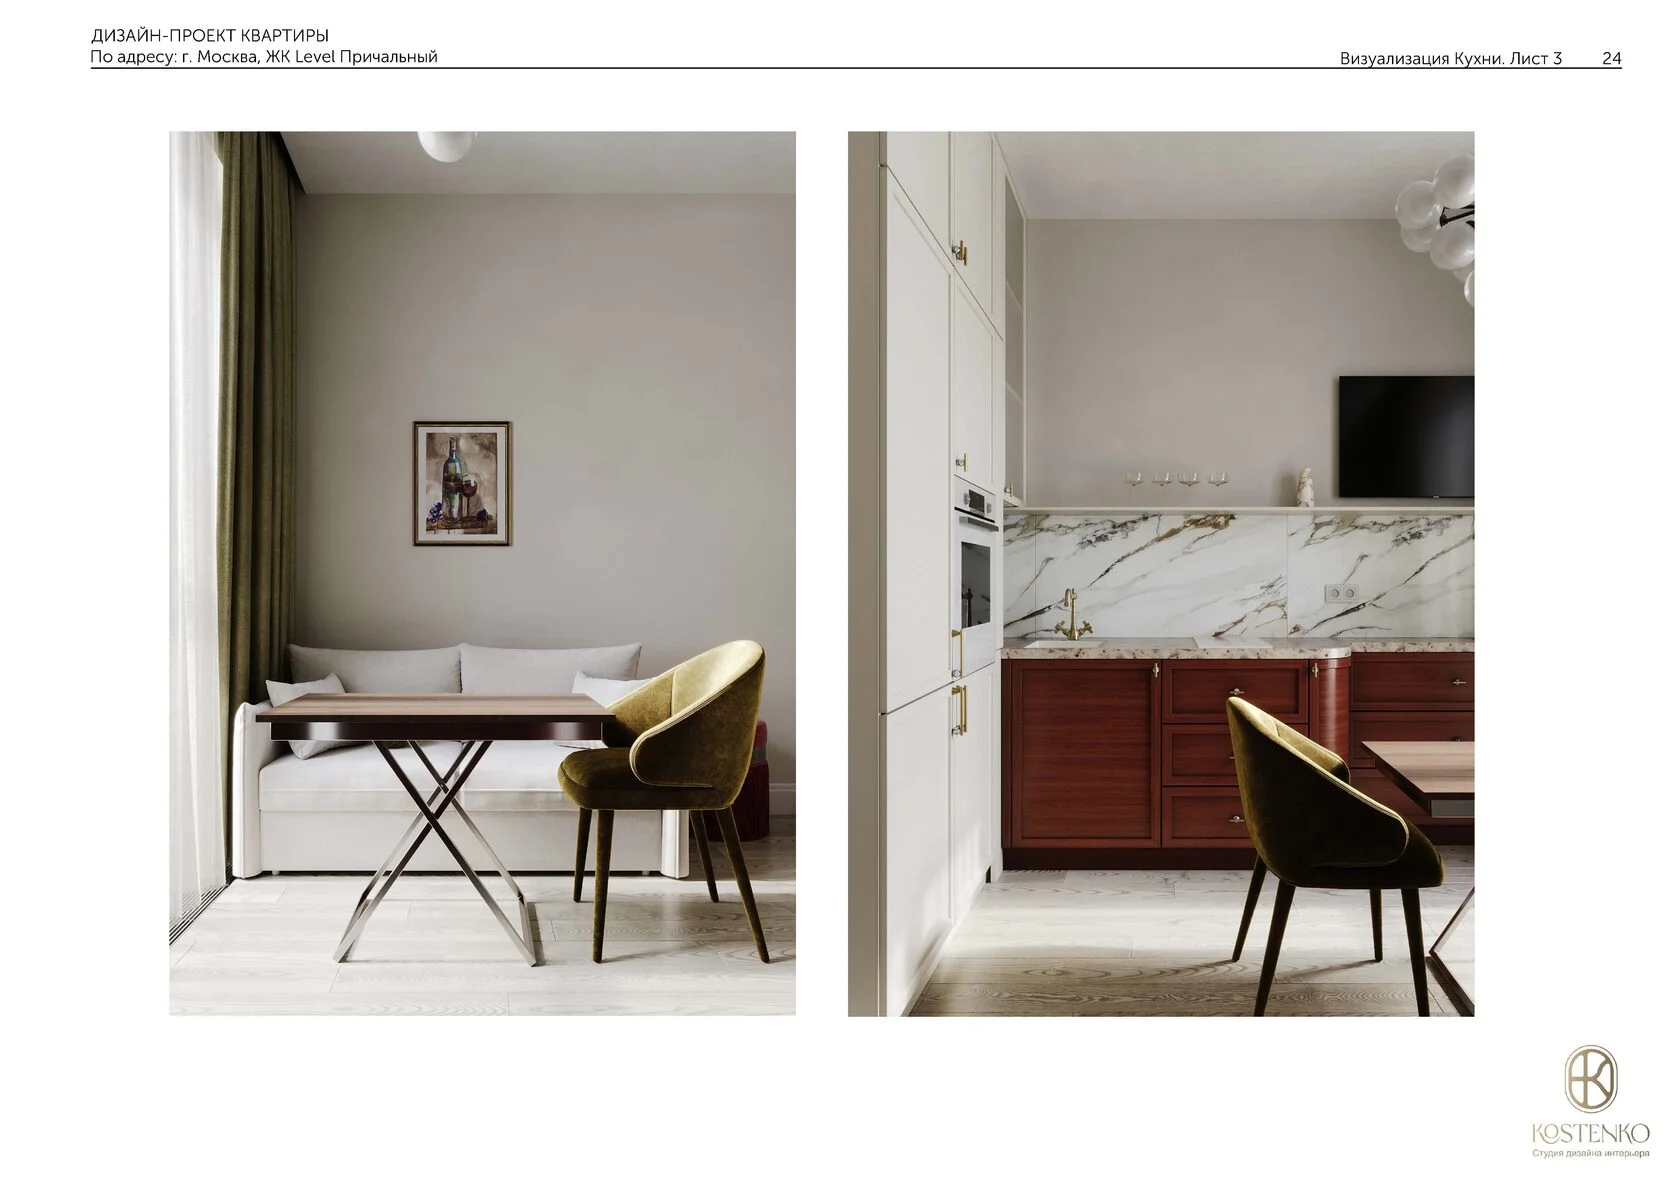 ДИЗАЙН-ПРОЕКТ КВАРТИРЫ
По адресу: г. Москва, ЖК Level Причальный
Визуализация Кухни. Лист 3 24
KOSTENKO
Студия дизайна интерьера